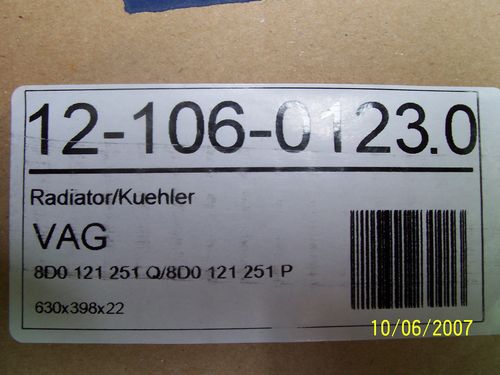 12-106-0123.0
Radiator/Kuehler
VAG
8D0 121 251 Q/8D0 121 251 P
630x398x22
10/06/2007